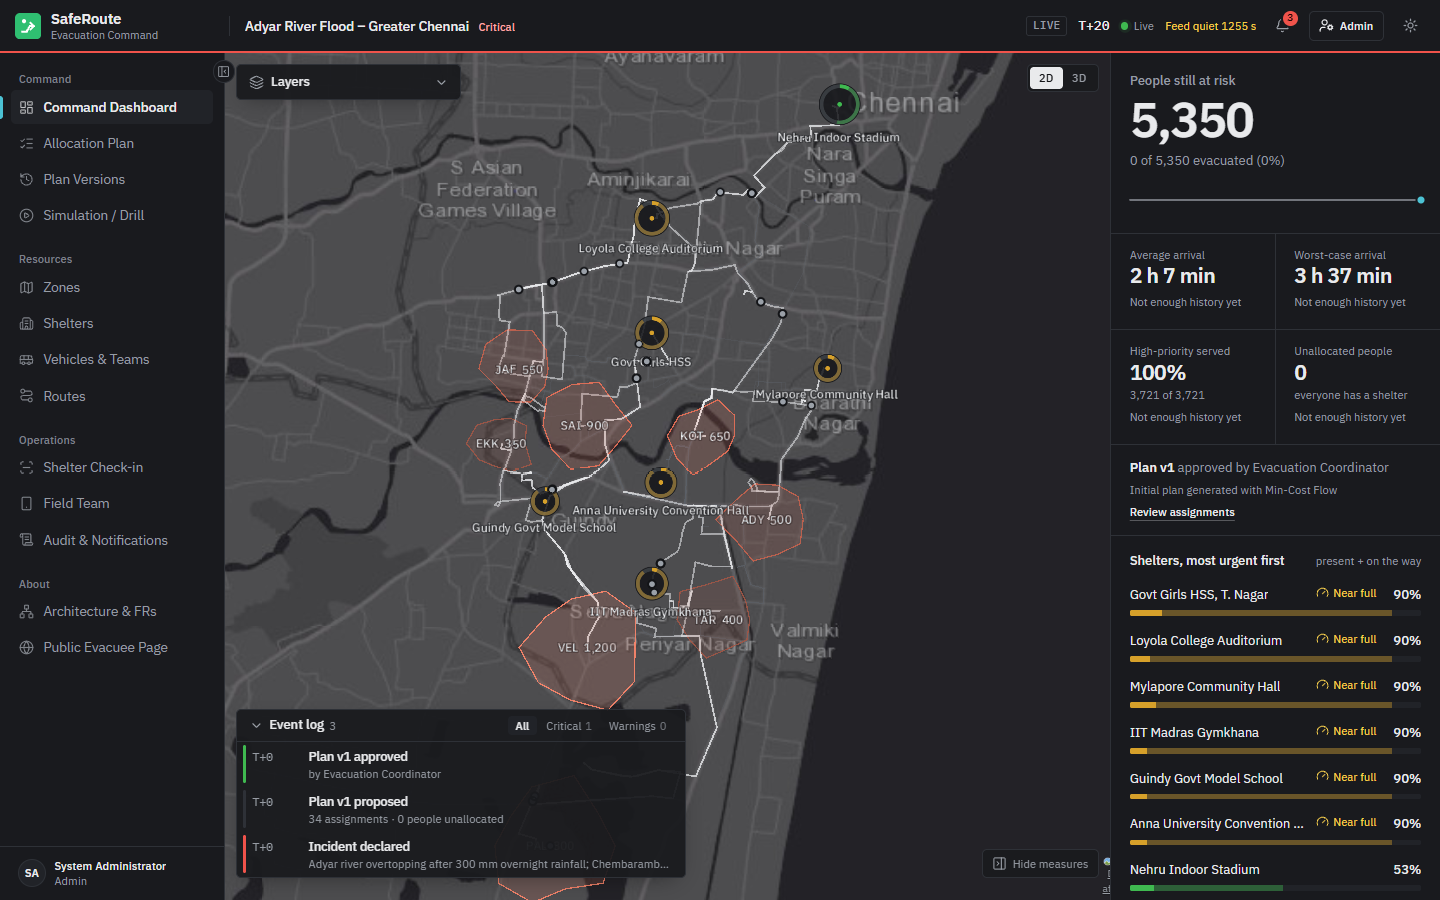 SafeRoute
Evacuation Command
Adyar River Flood – Greater Chennai Critical
LIVE T+20 Live Feed quiet 1255 s 3 Admin
Command
Command Dashboard
Allocation Plan
Plan Versions
Simulation / Drill
Resources
Zones
Shelters
Vehicles & Teams
Routes
Operations
Shelter Check-in
Field Team
Audit & Notifications
About
Architecture & FRs
Public Evacuee Page
SA System Administrator
Admin
Layers
2D 3D
Ayanavaram
Chennai
Nehru Indoor Stadium
Nara
Singa
Puram
S Asian
Federation
Games Village
Aminjikarai
Loyola College Auditorium
Nagar
JAF 550
Govt Girls HSS
Mylapore Community Hall
Bharathi
Nagar
SAI 900
KOT 650
EKK 350
Anna University Convention Hall
ADY 500
Guindy
Guindy Govt Model School
IIT Madras Gymkhana
TAR 400
VEL 1,200
Periyar Nagar
Valmiki
Nagar
Event log 3
All Critical 1 Warnings 0
T+0 Plan v1 approved
by Evacuation Coordinator
T+0 Plan v1 proposed
34 assignments · 0 people unallocated
T+0 Incident declared
Adyar river overtopping after 300 mm overnight rainfall; Chembaramb...
Hide measures
People still at risk
5,350
0 of 5,350 evacuated (0%)
Average arrival
2 h 7 min
Not enough history yet
Worst-case arrival
3 h 37 min
Not enough history yet
High-priority served
100%
3,721 of 3,721
Not enough history yet
Unallocated people
0
everyone has a shelter
Not enough history yet
Plan v1 approved by Evacuation Coordinator
Initial plan generated with Min-Cost Flow
Review assignments
Shelters, most urgent first present + on the way
Govt Girls HSS, T. Nagar Near full 90%
Loyola College Auditorium Near full 90%
Mylapore Community Hall Near full 90%
IIT Madras Gymkhana Near full 90%
Guindy Govt Model School Near full 90%
Anna University Convention ... Near full 90%
Nehru Indoor Stadium 53%